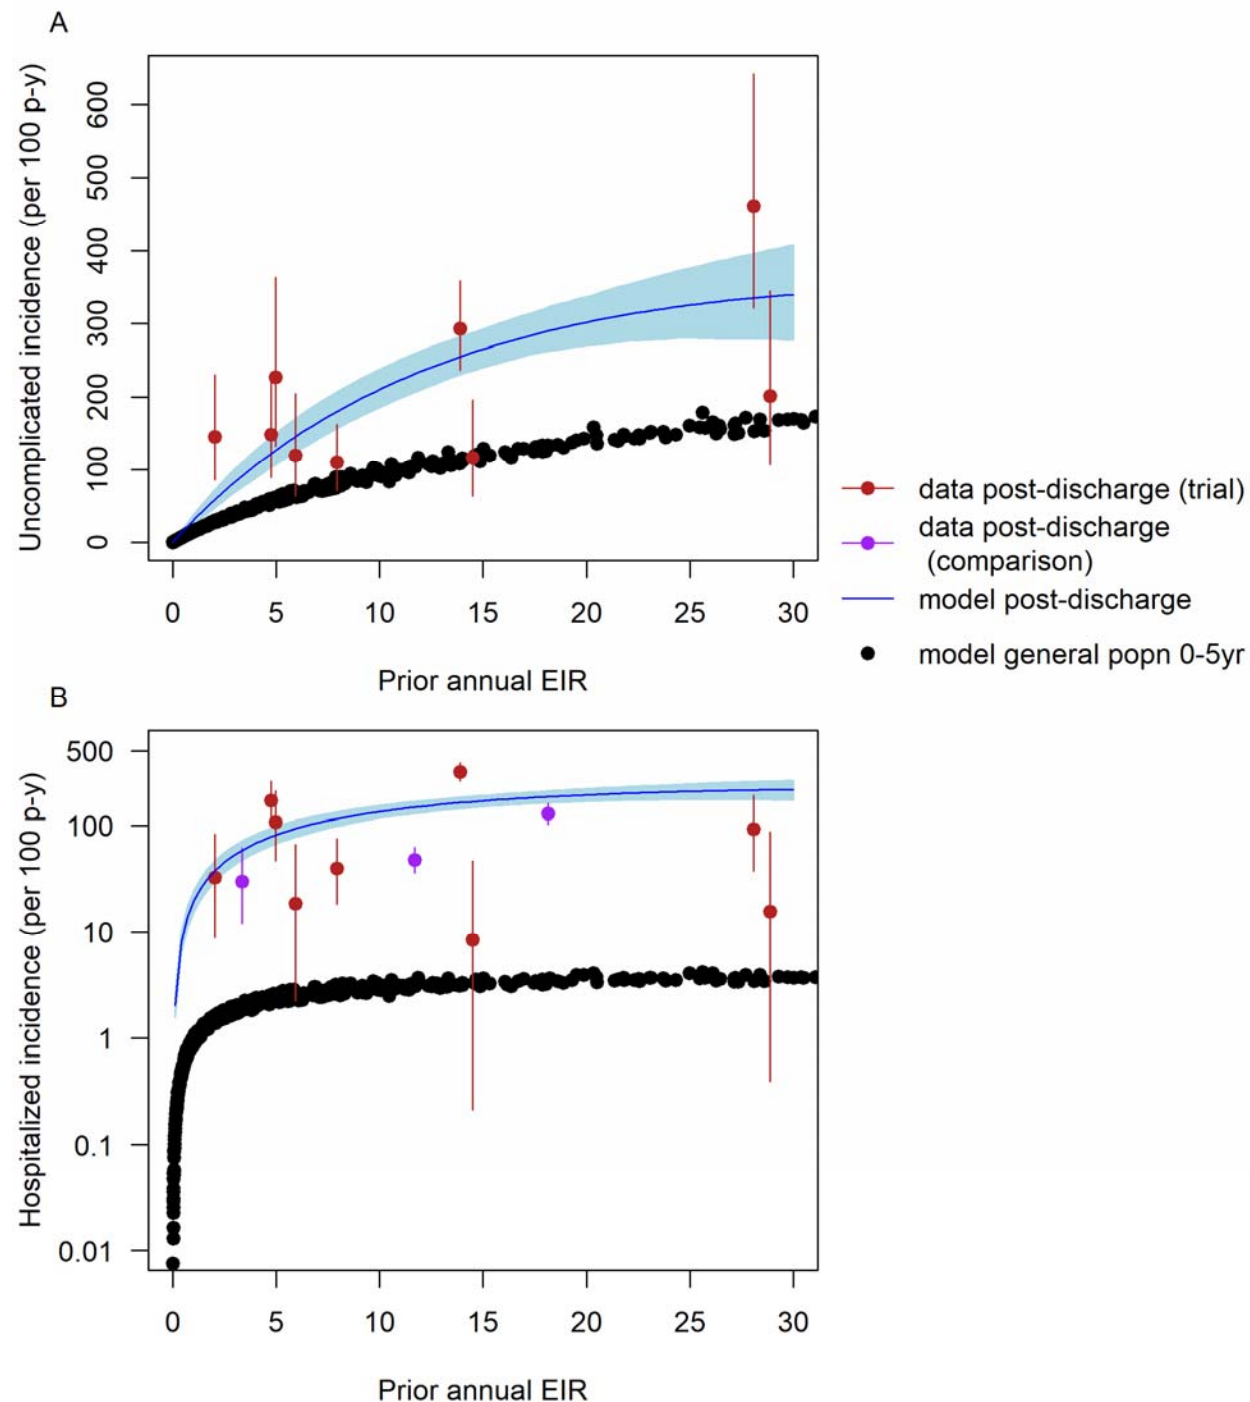 A
Uncomplicated incidence (per 100 p-y)
600
500
400
300
200
100
0
0 5 10 15 20 25 30
Prior annual EIR
data post-discharge (trial)
data post-discharge
(comparison)
model post-discharge
model general popn 0-5yr
B
Hospitalized incidence (per 100 p-y)
500
100
10
1
0.1
0.01
0 5 10 15 20 25 30
Prior annual EIR